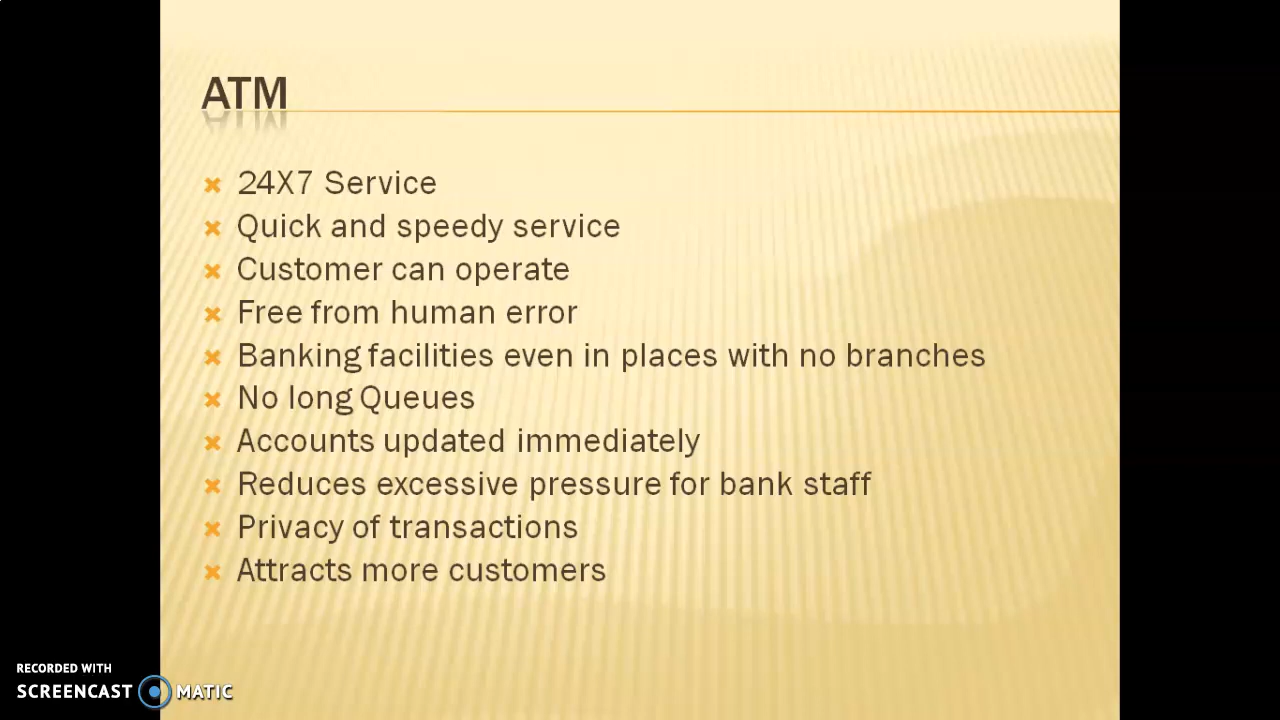 ATM
24X7 Service
Quick and speedy service
Customer can operate
Free from human error
Banking facilities even in places with no branches
No long Queues
Accounts updated immediately
Reduces excessive pressure for bank staff
Privacy of transactions
Attracts more customers
RECORDED WITH
SCREENCAST MATIC